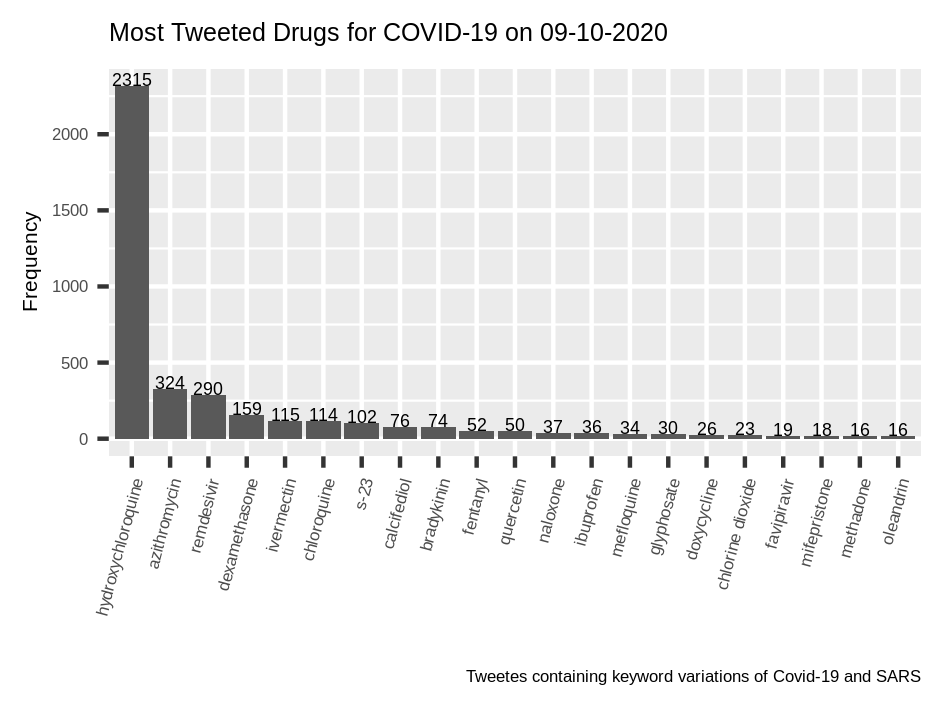 Most Tweeted Drugs for COVID-19 on 09-10-2020
Frequency
2000
1500
1000
500
0
2315
324
290
159
115
114
102
76
74
52
50
37
36
34
30
26
23
19
18
16
16
hydroxychloroquine
azithromycin
remdesivir
dexamethasone
ivermectin
chloroquine
s-23
calcifediol
bradykinin
fentanyl
quercetin
naloxone
ibuprofen
mefloquine
glyphosate
doxycycline
chlorine dioxide
favipiravir
mifepristone
methadone
oleandrin
Tweetes containing keyword variations of Covid-19 and SARS